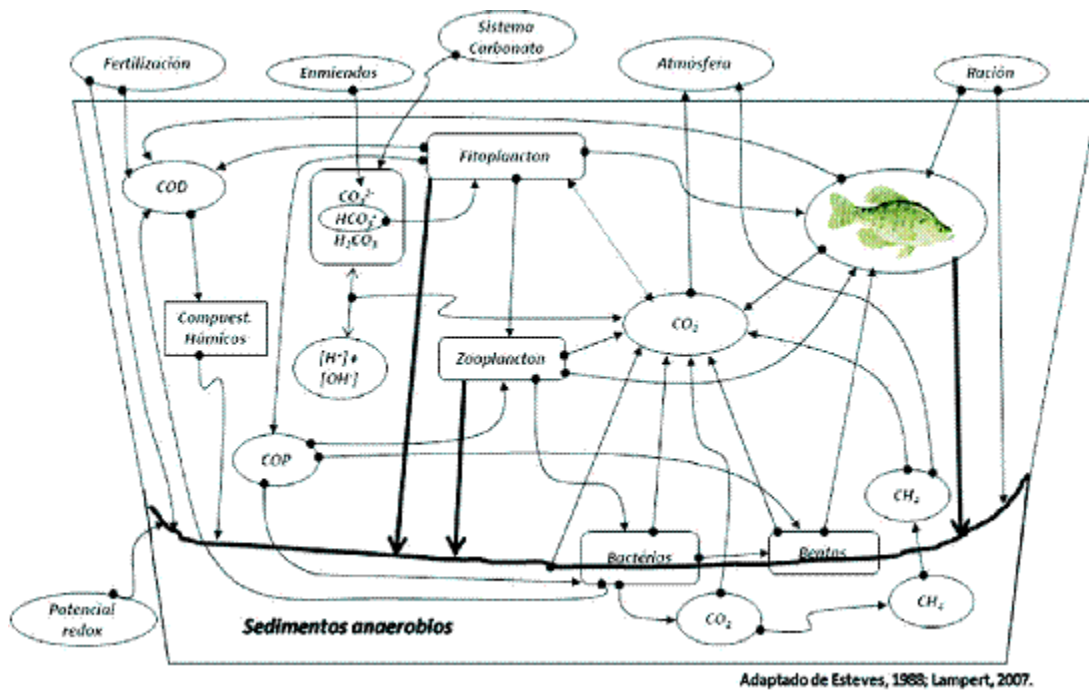 Sistema
Carbonato
Fertilización
Enmiendas
Atmósfera
Ración
Fitoplancton
COD
CO₃²⁻
HCO₃⁻
H₂CO₃
Compuest.
Húmicos
CO₂
Zooplancton
[H⁺] +
[OH⁻]
COP
CH₄
Bactérias
Bentos
Potencial
redox
Sedimentos anaerobios
CO₂
CH₄
Adaptado de Esteves, 1988; Lampert, 2007.